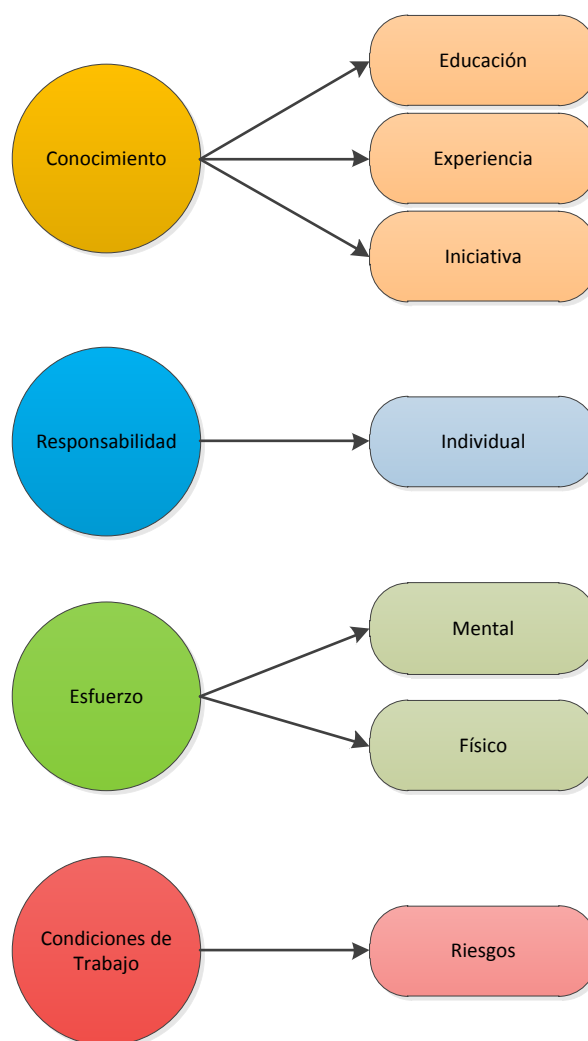 Conocimiento
Educación
Experiencia
Iniciativa
Responsabilidad
Individual
Esfuerzo
Mental
Físico
Condiciones de
Trabajo
Riesgos